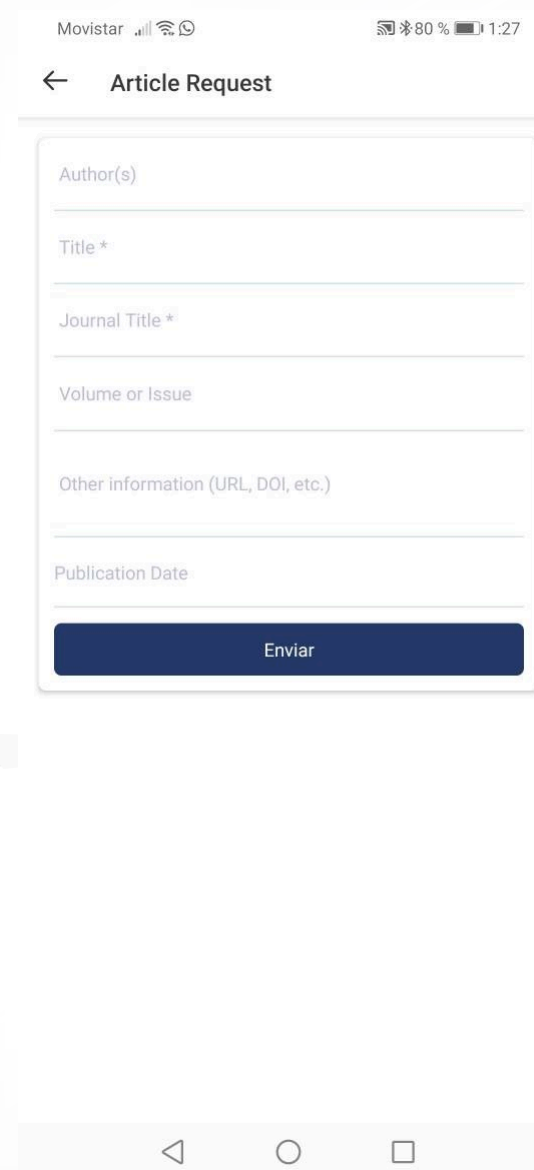 Movistar 80 % 1:27
Article Request
Author(s)
Title *
Journal Title *
Volume or Issue
Other information (URL, DOI, etc.)
Publication Date
Enviar